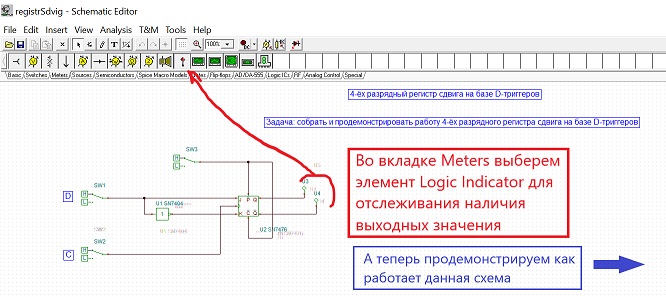 registrSdvig - Schematic Editor
File Edit Insert View Analysis T&M Tools Help
100%
Basic Switches Meters Sources Semiconductors Spice Macro Models Flip-flops AD/DA-555 Logic ICs RF Analog Control Special
4-ёх разрядный регистр сдвига на базе D-триггеров
Задача: собрать и продемонстрировать работу 4-ёх разрядного регистра сдвига на базе D-триггеров
SW3
H
L
Во вкладке Meters выберем
элемент Logic Indicator для
отслеживания наличия
выходных значения
U4
D
SW1
H
L
U1 SN7404
1
U2 SN7476
C
SW2
H
L
А теперь продемонстрируем как
работает данная схема